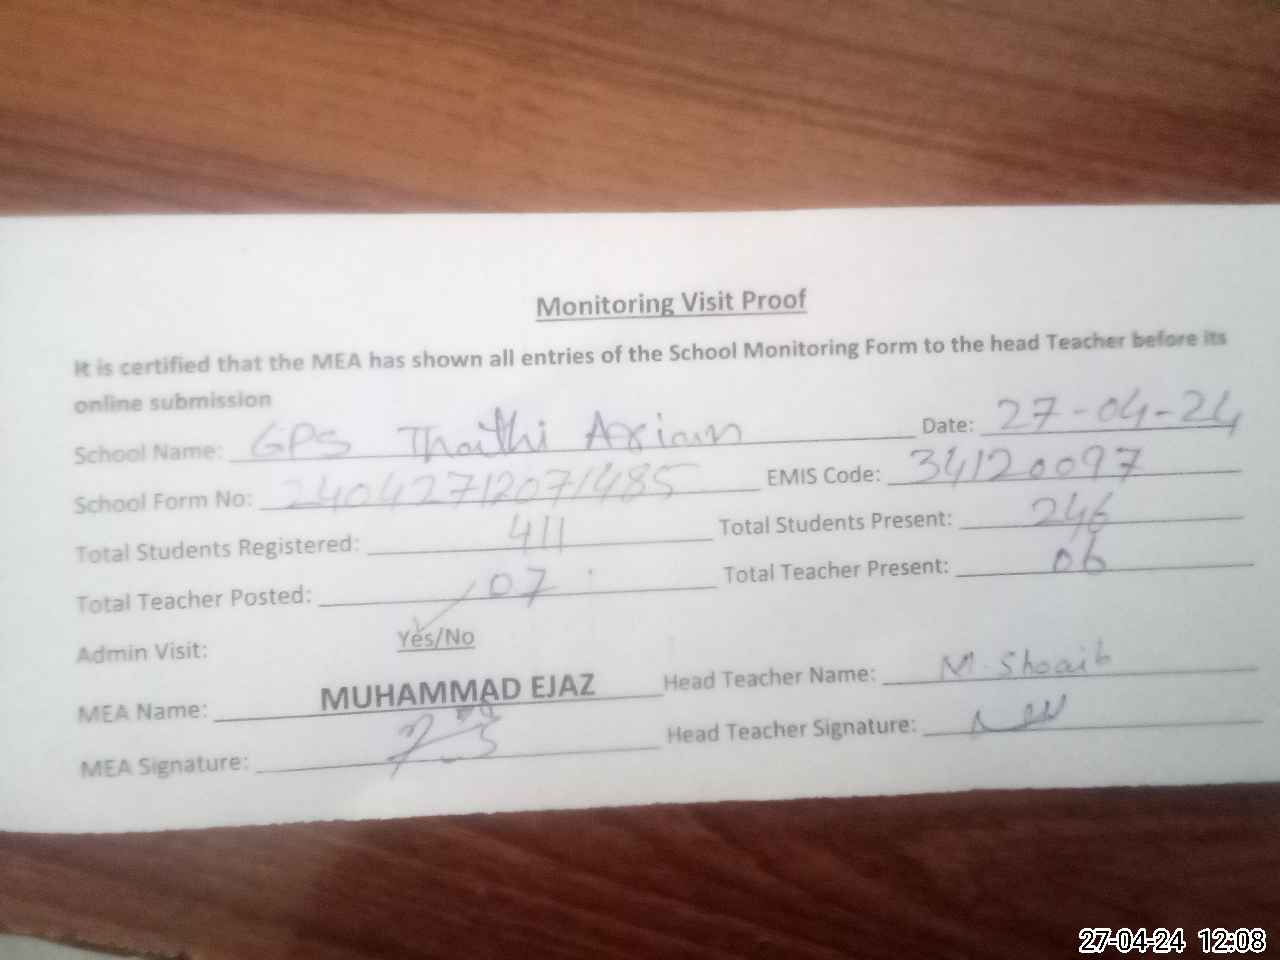 Monitoring Visit Proof
It is certified that the MEA has shown all entries of the School Monitoring Form to the head Teacher before its
online submission
School Name: GPS Thaithi Arian Date: 27-04-24
School Form No: 24042712071485 EMIS Code: 34120097
Total Students Registered: 411 Total Students Present: 246
Total Teacher Posted: 07 Total Teacher Present: 06
Admin Visit: Yes/No
MEA Name: MUHAMMAD EJAZ Head Teacher Name: M. Shoaib
MEA Signature: Head Teacher Signature:
27-04-24 12:08